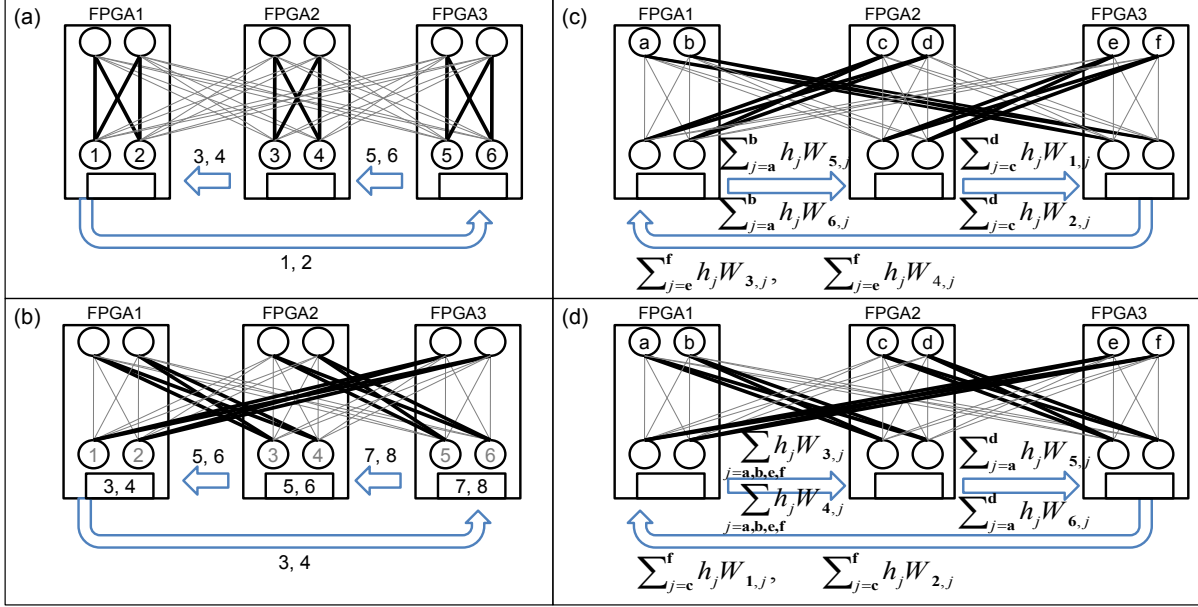 (a)
FPGA1 FPGA2 FPGA3
1 2 3 4 5 6
3, 4 5, 6
1, 2
(b)
FPGA1 FPGA2 FPGA3
1 2 3 4 5 6
5, 6 7, 8
3, 4 5, 6 7, 8
3, 4
(c)
FPGA1 FPGA2 FPGA3
a b c d e f
∑_{j=a}^{b} h_j W_{5,j} ∑_{j=c}^{d} h_j W_{1,j}
∑_{j=a}^{b} h_j W_{6,j} ∑_{j=c}^{d} h_j W_{2,j}
∑_{j=e}^{f} h_j W_{3,j}, ∑_{j=e}^{f} h_j W_{4,j}
(d)
FPGA1 FPGA2 FPGA3
a b c d e f
∑_{j=a,b,e,f} h_j W_{3,j} ∑_{j=a}^{d} h_j W_{5,j}
∑_{j=a,b,e,f} h_j W_{4,j} ∑_{j=a}^{d} h_j W_{6,j}
∑_{j=c}^{f} h_j W_{1,j}, ∑_{j=c}^{f} h_j W_{2,j}